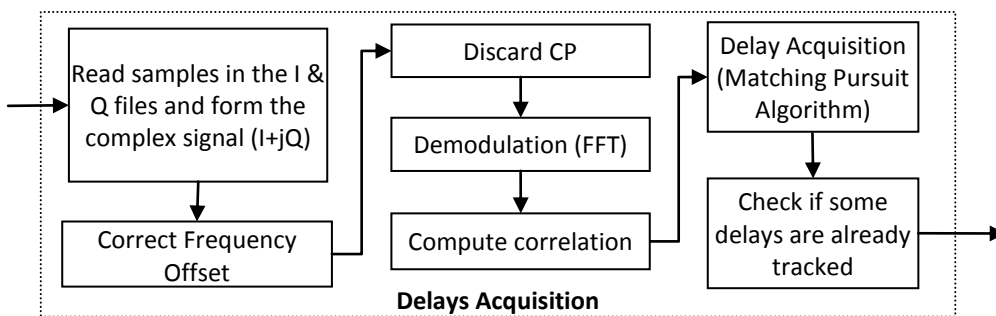 Read samples in the I &
Q files and form the
complex signal (I+jQ)
Correct Frequency
Offset
Discard CP
Demodulation (FFT)
Compute correlation
Delay Acquisition
(Matching Pursuit
Algorithm)
Check if some
delays are already
tracked
Delays Acquisition